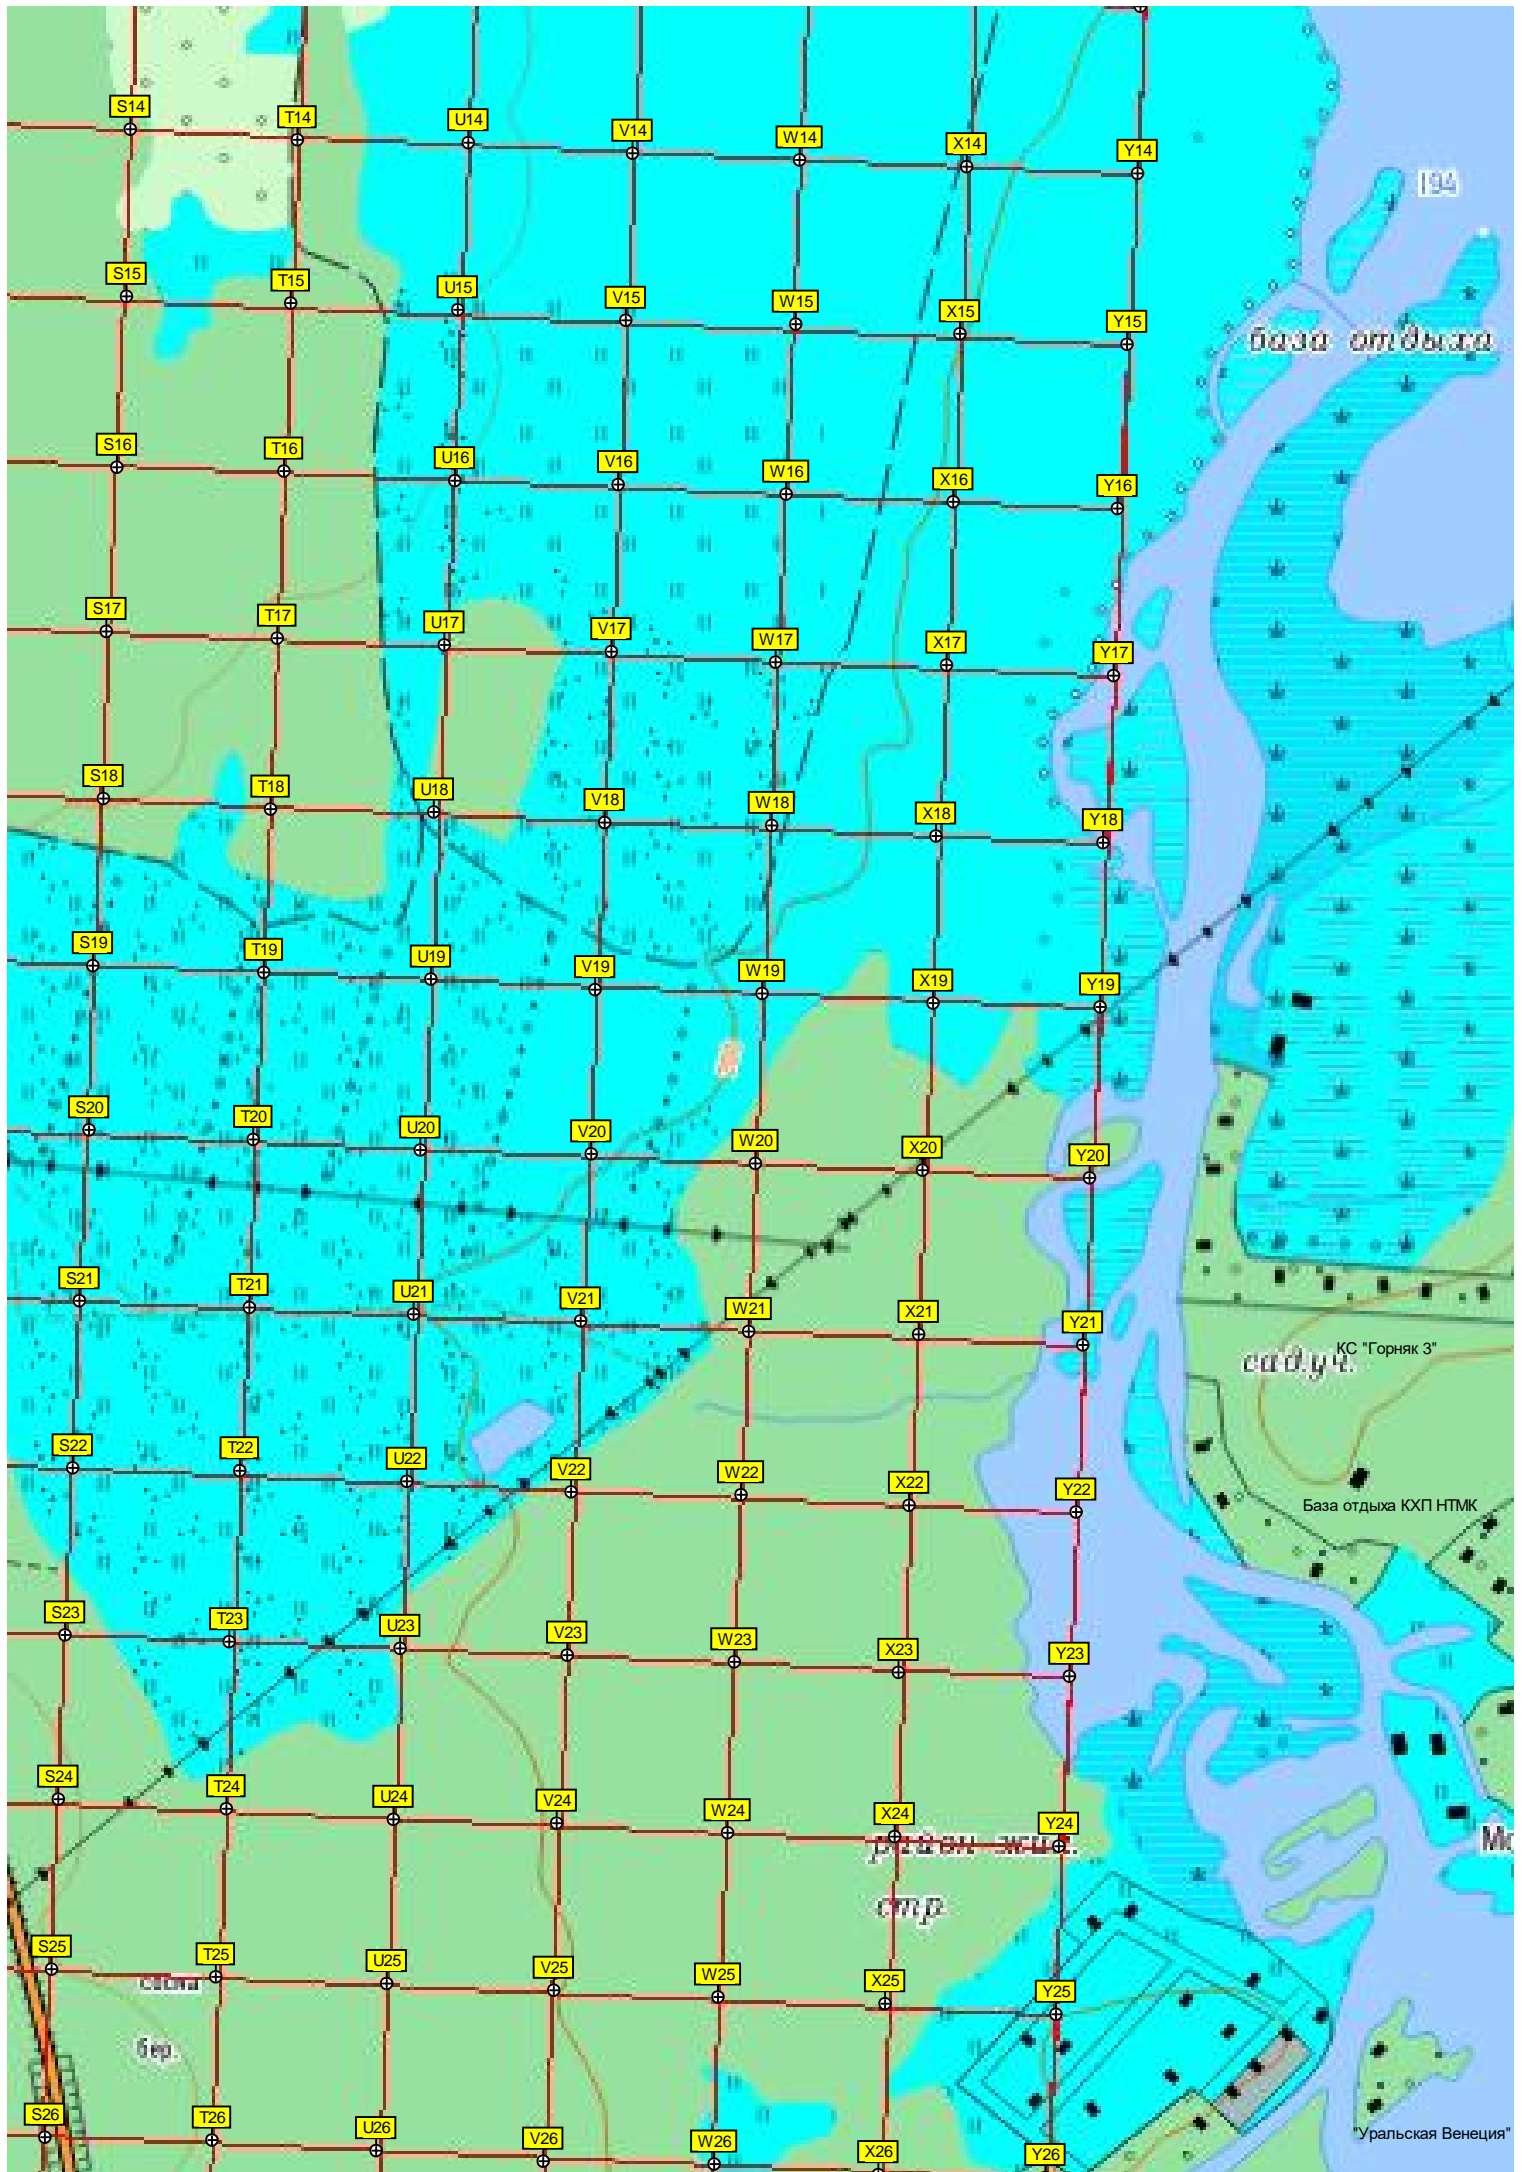 S14 T14 U14 V14 W14 X14 Y14
194
S15 T15 U15 V15 W15 X15 Y15
база отдыха
S16 T16 U16 V16 W16 X16 Y16
S17 T17 U17 V17 W17 X17 Y17
S18 T18 U18 V18 W18 X18 Y18
S19 T19 U19 V19 W19 X19 Y19
S20 T20 U20 V20 W20 X20 Y20
S21 T21 U21 V21 W21 X21 Y21
КС "Горняк 3"
сад.уч.
S22 T22 U22 V22 W22 X22 Y22
База отдыха КХП НТМК
S23 T23 U23 V23 W23 X23 Y23
S24 T24 U24 V24 W24 X24 Y24
Мо
район жил.
стр
S25 T25 U25 V25 W25 X25 Y25
сосна
бер.
S26 T26 U26 V26 W26 X26 Y26
"Уральская Венеция"